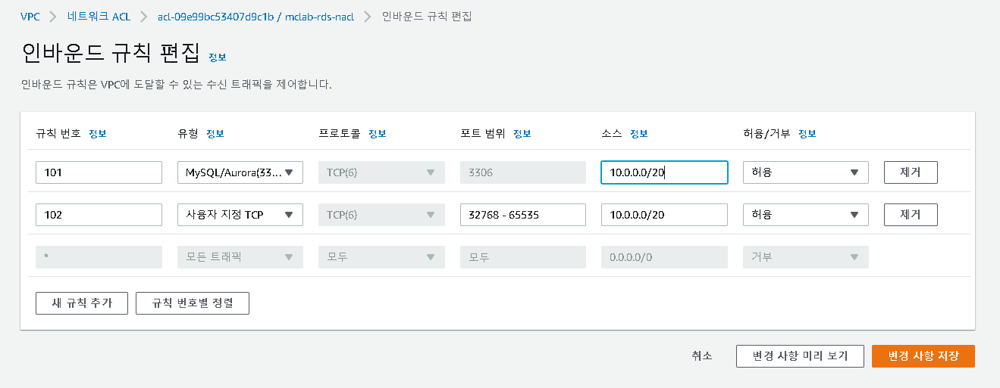 VPC > 네트워크 ACL > acl-09e99bc53407d9c1b / mclab-rds-nacl > 인바운드 규칙 편집
인바운드 규칙 편집 정보
인바운드 규칙은 VPC에 도달할 수 있는 수신 트래픽을 제어합니다.
규칙 번호 정보 유형 정보 프로토콜 정보 포트 범위 정보 소스 정보 허용/거부 정보
101 MySQL/Aurora(33... TCP(6) 3306 10.0.0.0/20 허용 제거
102 사용자 지정 TCP TCP(6) 32768 - 65535 10.0.0.0/20 허용 제거
* 모든 트래픽 모두 모두 0.0.0.0/0 거부
새 규칙 추가 규칙 번호별 정렬
취소 변경 사항 미리 보기 변경 사항 저장